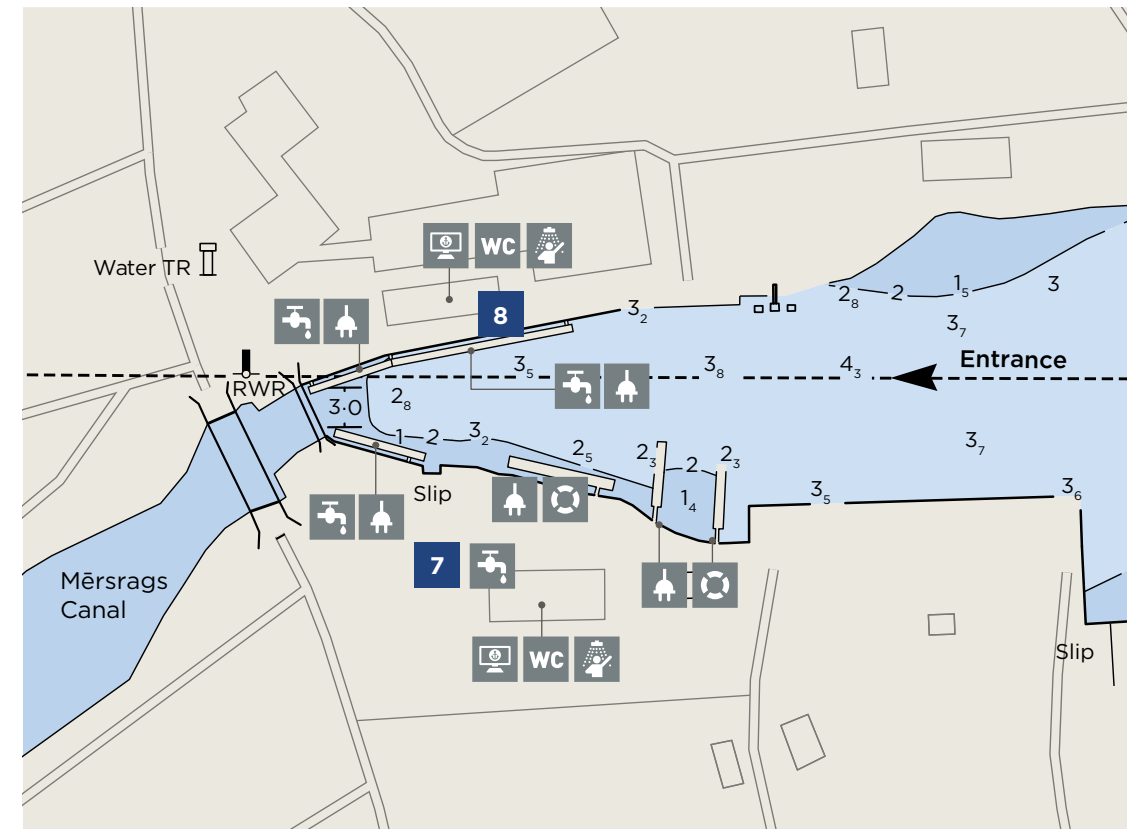 WC
8
3₂
Water TR
2₈
2
1₅
3
3₇
Entrance
RWR
3₅
3₈
4₃
3·0
2₈
1
2
3₂
2₅
2₃
2
2₃
3₇
Slip
1₄
3₅
3₆
7
Mērsrags
Canal
WC
Slip